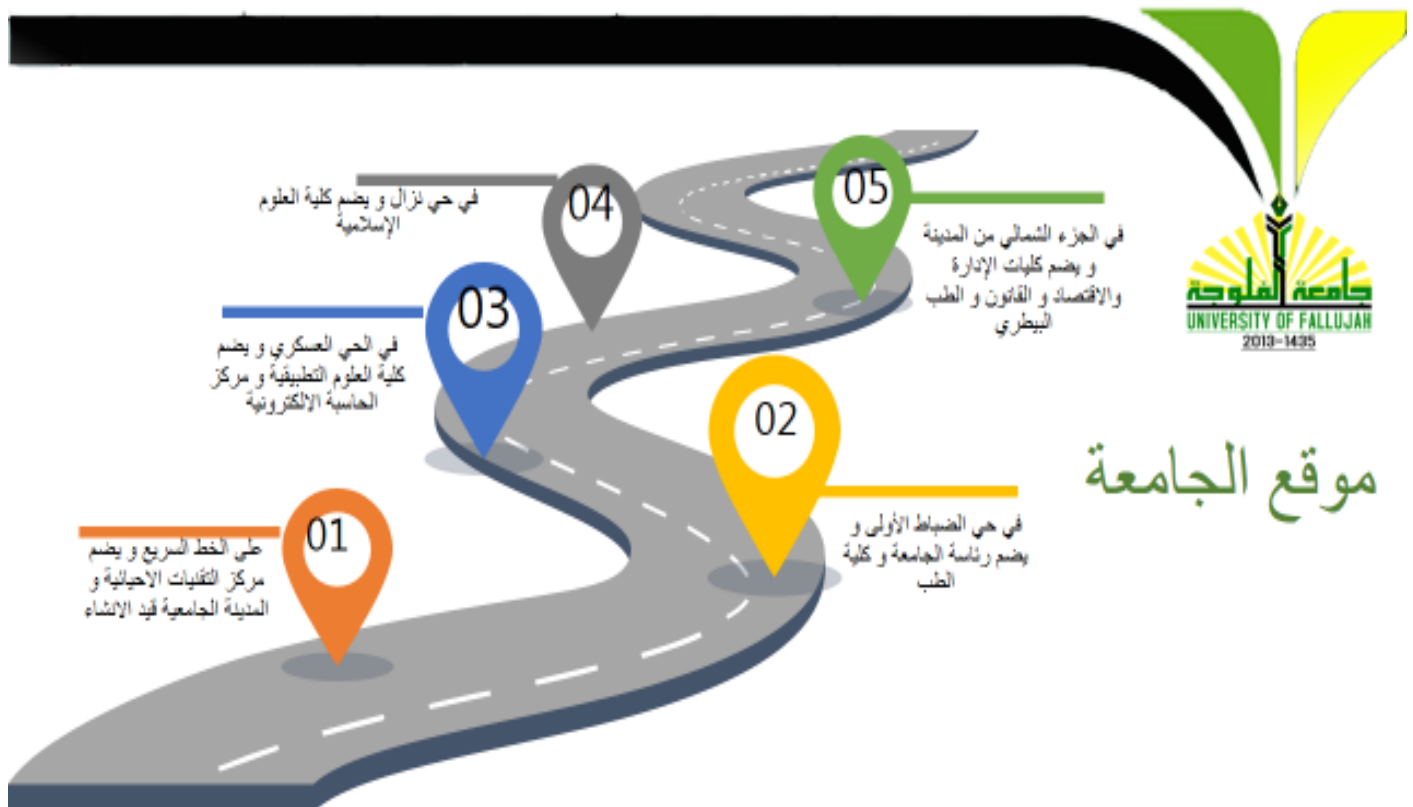 جامعة الفلوجة
UNIVERSITY OF FALLUJAH
2013-1435
موقع الجامعة
01
على الخط السريع و يضم
مركز التقنيات الاحيائية و
المدينة الجامعية قيد الانشاء
02
في حي الضباط الأولى و
يضم رئاسة الجامعة و كلية
الطب
03
في الحي العسكري و يضم
كلية العلوم التطبيقية و مركز
الحاسبة الالكترونية
04
في حي نزال و يضم كلية العلوم
الإسلامية
05
في الجزء الشمالي من المدينة
و يضم كليات الإدارة
والاقتصاد و القانون و الطب
البيطري